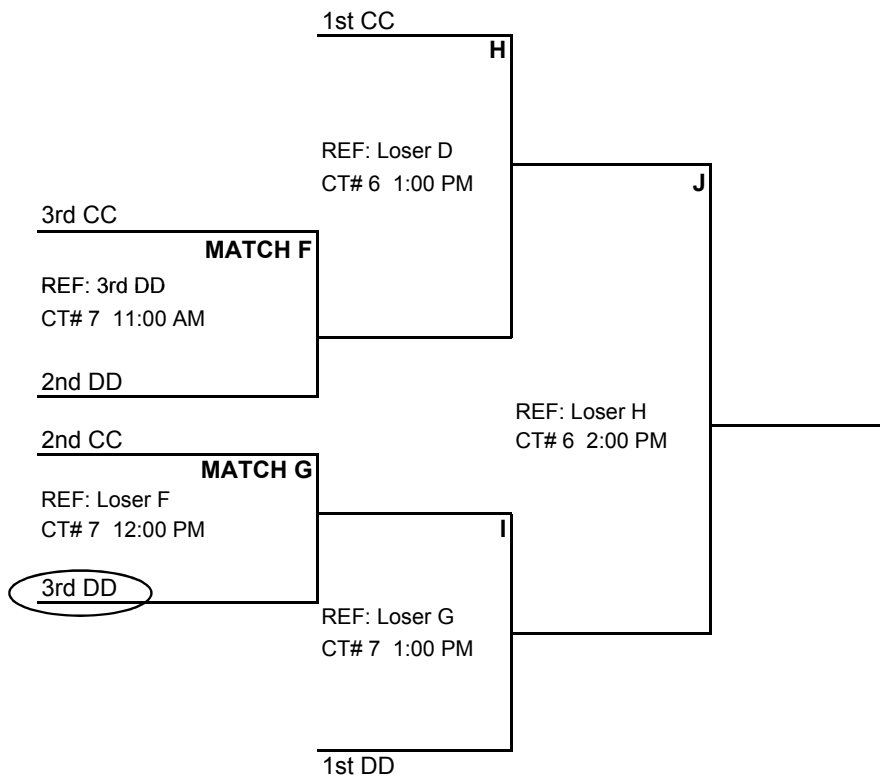 1st CC
H
REF: Loser D
CT# 6 1:00 PM
J
3rd CC
MATCH F
REF: 3rd DD
CT# 7 11:00 AM
2nd DD
REF: Loser H
CT# 6 2:00 PM
2nd CC
MATCH G
REF: Loser F
CT# 7 12:00 PM
I
3rd DD
REF: Loser G
CT# 7 1:00 PM
1st DD